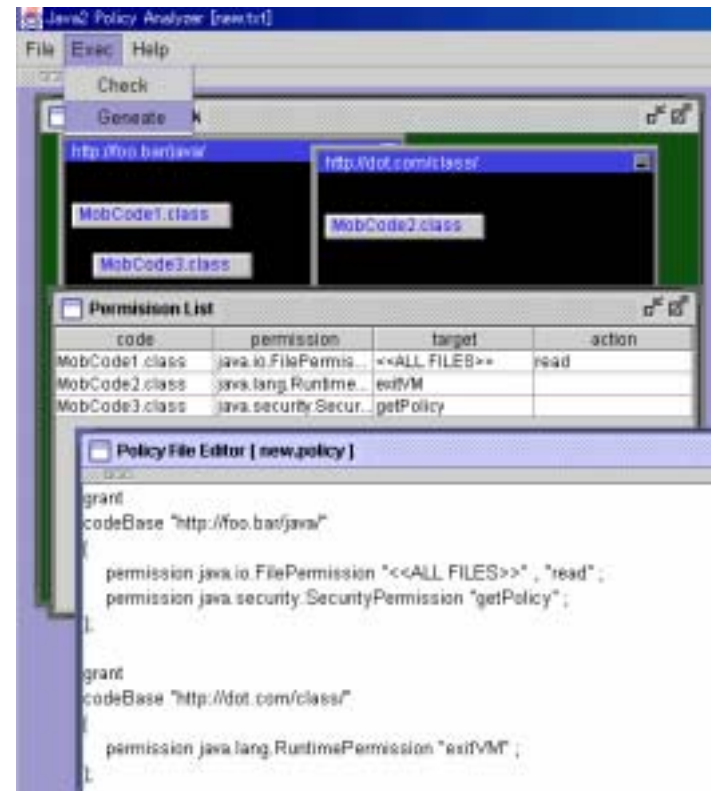 Java2 Policy Analyzer [new.txt]
File Exec Help
Check
Geneate
http://foo.bar/java/
http://dot.com/class/
MobCode1.class
MobCode2.class
MobCode3.class
Permisison List
code permission target action
MobCode1.class java.io.FilePermis... <<ALL FILES>> read
MobCode2.class java.lang.Runtime... exitVM
MobCode3.class java.security.Secur... getPolicy
Policy File Editor [ new.policy ]
grant
codeBase "http://foo.bar/java/"
{
permission java.io.FilePermission "<<ALL FILES>>" , "read" ;
permission java.security.SecurityPermission "getPolicy" ;
};
grant
codeBase "http://dot.com/class/"
{
permission java.lang.RuntimePermission "exitVM" ;
};